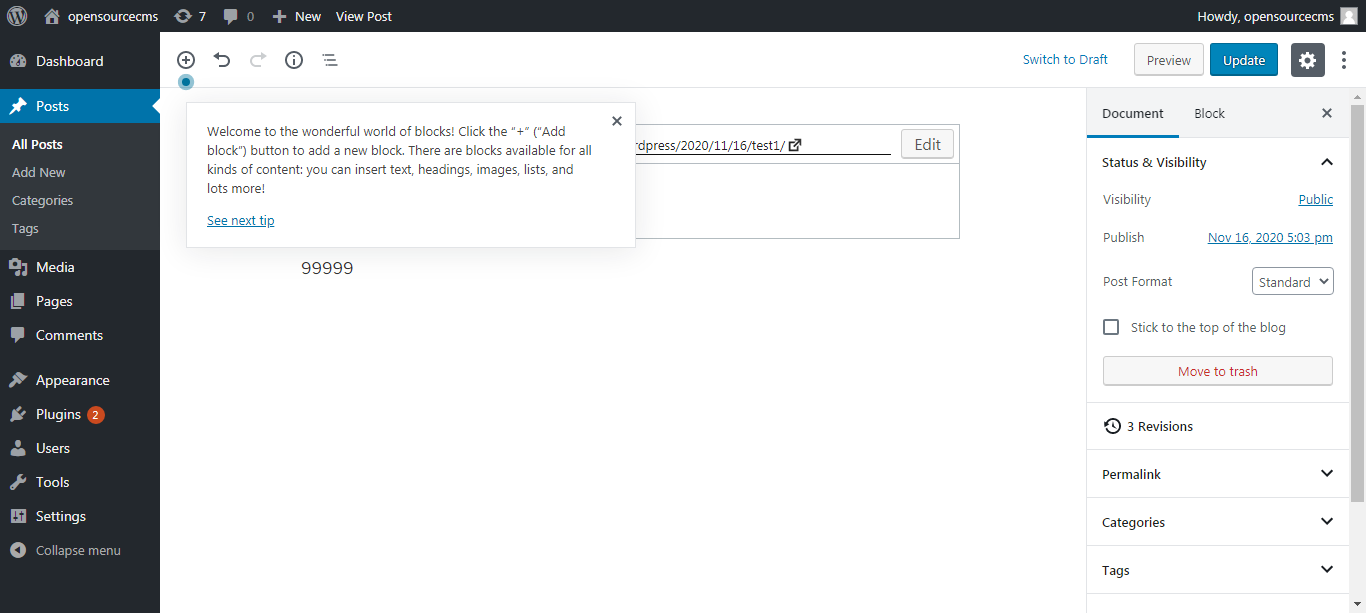 opensourcecms 7 0 New View Post Howdy, opensourcecms
Dashboard
Posts
All Posts
Add New
Categories
Tags
Media
Pages
Comments
Appearance
Plugins 2
Users
Tools
Settings
Collapse menu
Switch to Draft Preview Update
Welcome to the wonderful world of blocks! Click the “+” (“Add
block”) button to add a new block. There are blocks available for all
kinds of content: you can insert text, headings, images, lists, and
lots more!
See next tip
rdpress/2020/11/16/test1/ Edit
99999
Document Block
Status & Visibility
Visibility Public
Publish Nov 16, 2020 5:03 pm
Post Format Standard
Stick to the top of the blog
Move to trash
3 Revisions
Permalink
Categories
Tags